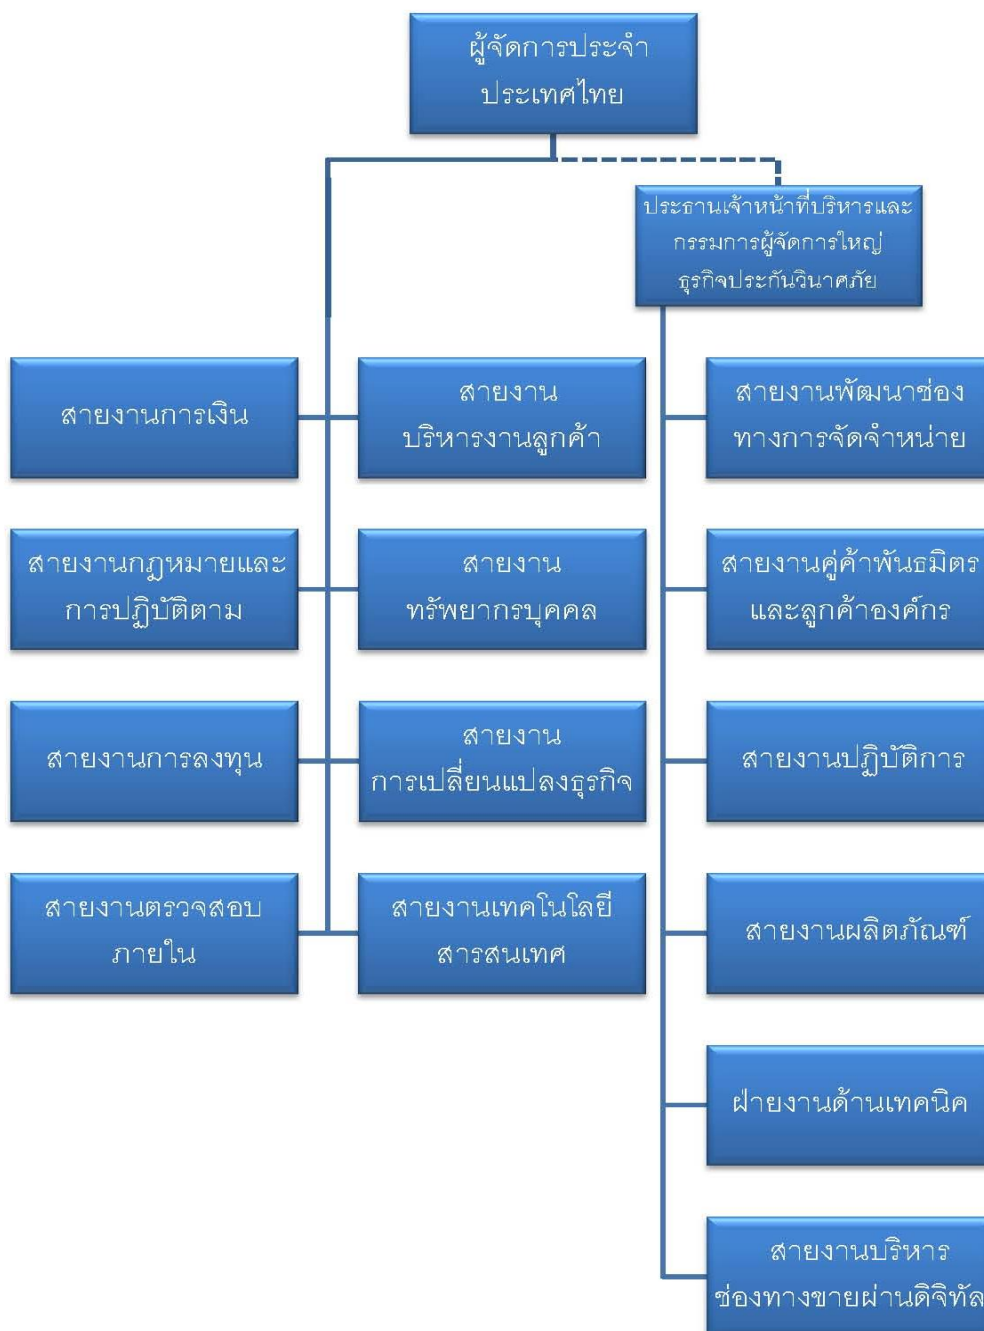 ผู้จัดการประจำ
ประเทศไทย
ประธานเจ้าหน้าที่บริหารและ
กรรมการผู้จัดการใหญ่
ธุรกิจประกันวินาศภัย
สายงานการเงิน
สายงาน
บริหารงานลูกค้า
สายงานพัฒนาช่อง
ทางการจัดจำหน่าย
สายงานกฎหมายและ
การปฏิบัติตาม
สายงาน
ทรัพยากรบุคคล
สายงานคู่ค้าพันธมิตร
และลูกค้าองค์กร
สายงานการลงทุน
สายงาน
การเปลี่ยนแปลงธุรกิจ
สายงานปฏิบัติการ
สายงานตรวจสอบ
ภายใน
สายงานเทคโนโลยี
สารสนเทศ
สายงานผลิตภัณฑ์
ฝ่ายงานด้านเทคนิค
สายงานบริหาร
ช่องทางขายผ่านดิจิทัล